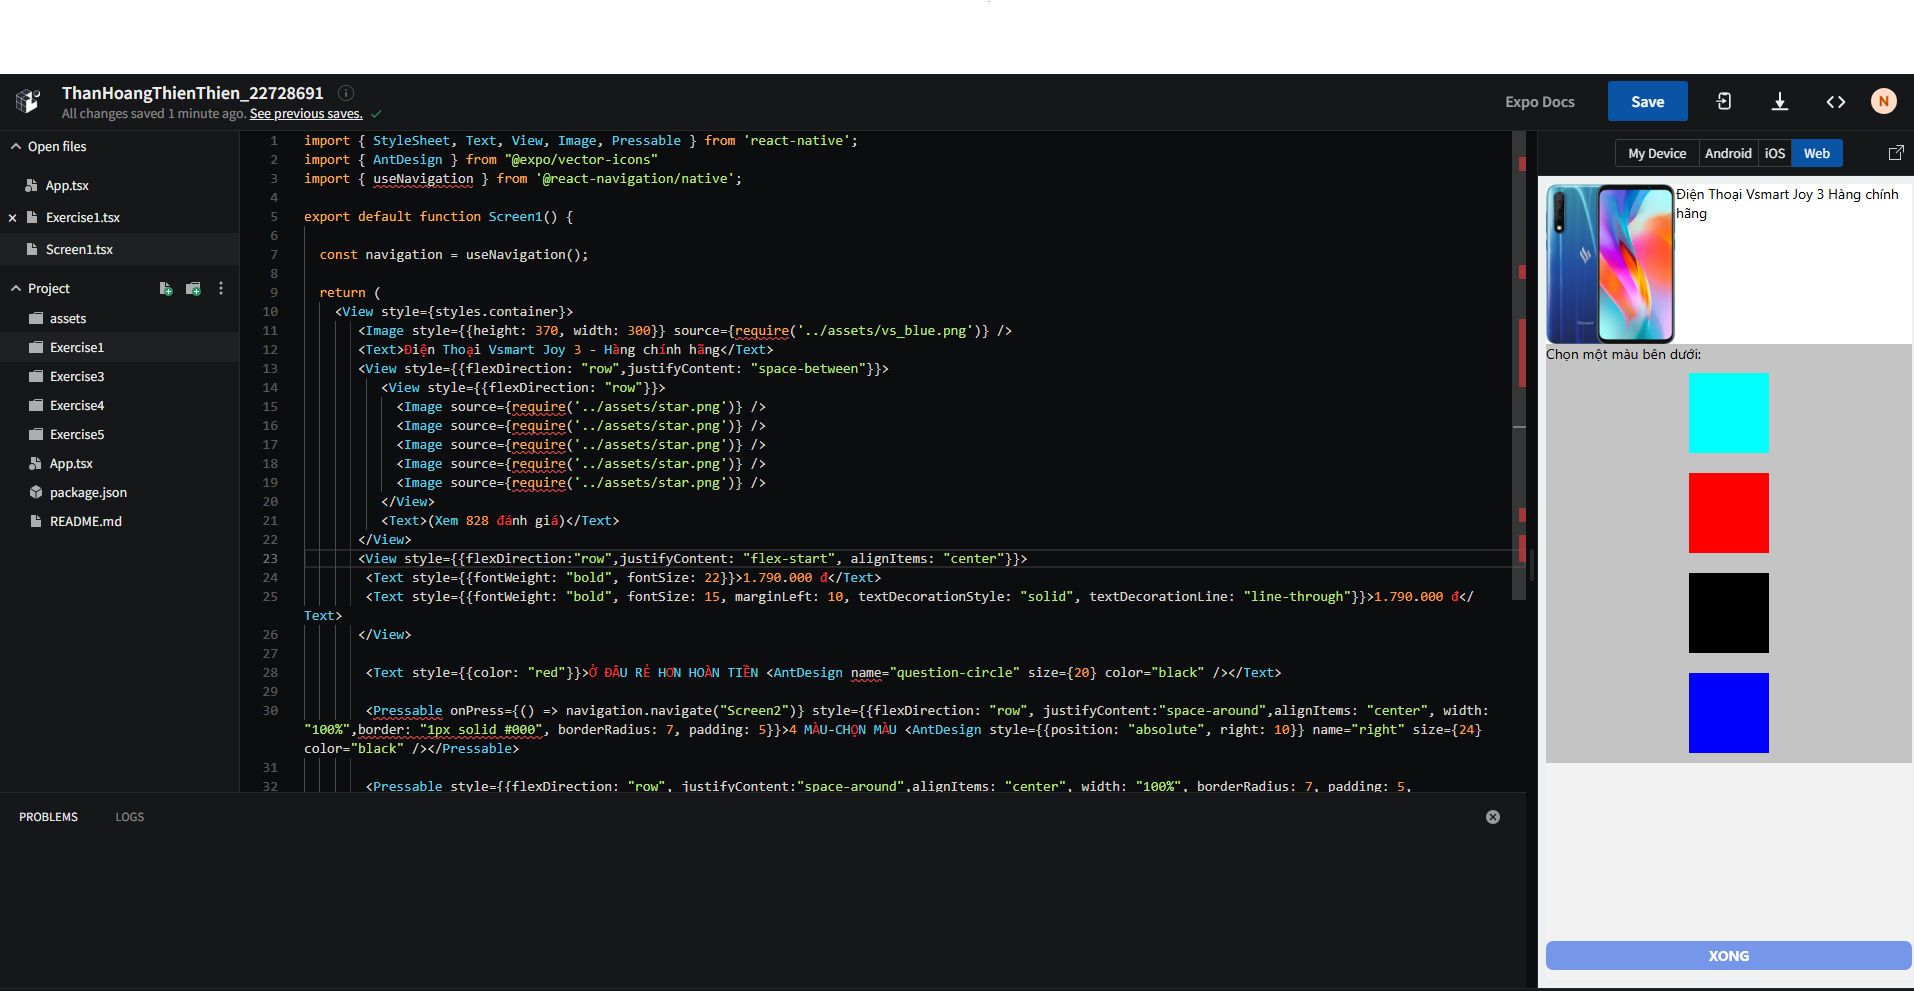 ThanHoangThienThien_22728691
All changes saved 1 minute ago. See previous saves.
Expo Docs
Save
N
Open files
App.tsx
Exercise1.tsx
Screen1.tsx
Project
assets
Exercise1
Exercise3
Exercise4
Exercise5
App.tsx
package.json
README.md
1 import { StyleSheet, Text, View, Image, Pressable } from 'react-native';
2 import { AntDesign } from "@expo/vector-icons"
3 import { useNavigation } from '@react-navigation/native';
4
5 export default function Screen1() {
6
7 const navigation = useNavigation();
8
9 return (
10 <View style={styles.container}>
11 <Image style={{height: 370, width: 300}} source={require('../assets/vs_blue.png')} />
12 <Text>Điện Thoại Vsmart Joy 3 - Hàng chính hãng</Text>
13 <View style={{flexDirection: "row",justifyContent: "space-between"}}>
14 <View style={{flexDirection: "row"}}>
15 <Image source={require('../assets/star.png')} />
16 <Image source={require('../assets/star.png')} />
17 <Image source={require('../assets/star.png')} />
18 <Image source={require('../assets/star.png')} />
19 <Image source={require('../assets/star.png')} />
20 </View>
21 <Text>(Xem 828 đánh giá)</Text>
22 </View>
23 <View style={{flexDirection:"row",justifyContent: "flex-start", alignItems: "center"}}>
24 <Text style={{fontWeight: "bold", fontSize: 22}}>1.790.000 đ</Text>
25 <Text style={{fontWeight: "bold", fontSize: 15, marginLeft: 10, textDecorationStyle: "solid", textDecorationLine: "line-through"}}>1.790.000 đ</
Text>
26 </View>
27
28 <Text style={{color: "red"}}>Ở ĐÂU RẺ HƠN HOÀN TIỀN <AntDesign name="question-circle" size={20} color="black" /></Text>
29
30 <Pressable onPress={() => navigation.navigate("Screen2")} style={{flexDirection: "row", justifyContent:"space-around",alignItems: "center", width:
"100%",border: "1px solid #000", borderRadius: 7, padding: 5}}>4 MÀU-CHỌN MÀU <AntDesign style={{position: "absolute", right: 10}} name="right" size={24}
color="black" /></Pressable>
31
32 <Pressable style={{flexDirection: "row", justifyContent:"space-around",alignItems: "center", width: "100%", borderRadius: 7, padding: 5,
PROBLEMS
LOGS
My Device
Android
iOS
Web
Điện Thoại Vsmart Joy 3 Hàng chính
hãng
Chọn một màu bên dưới:
XONG